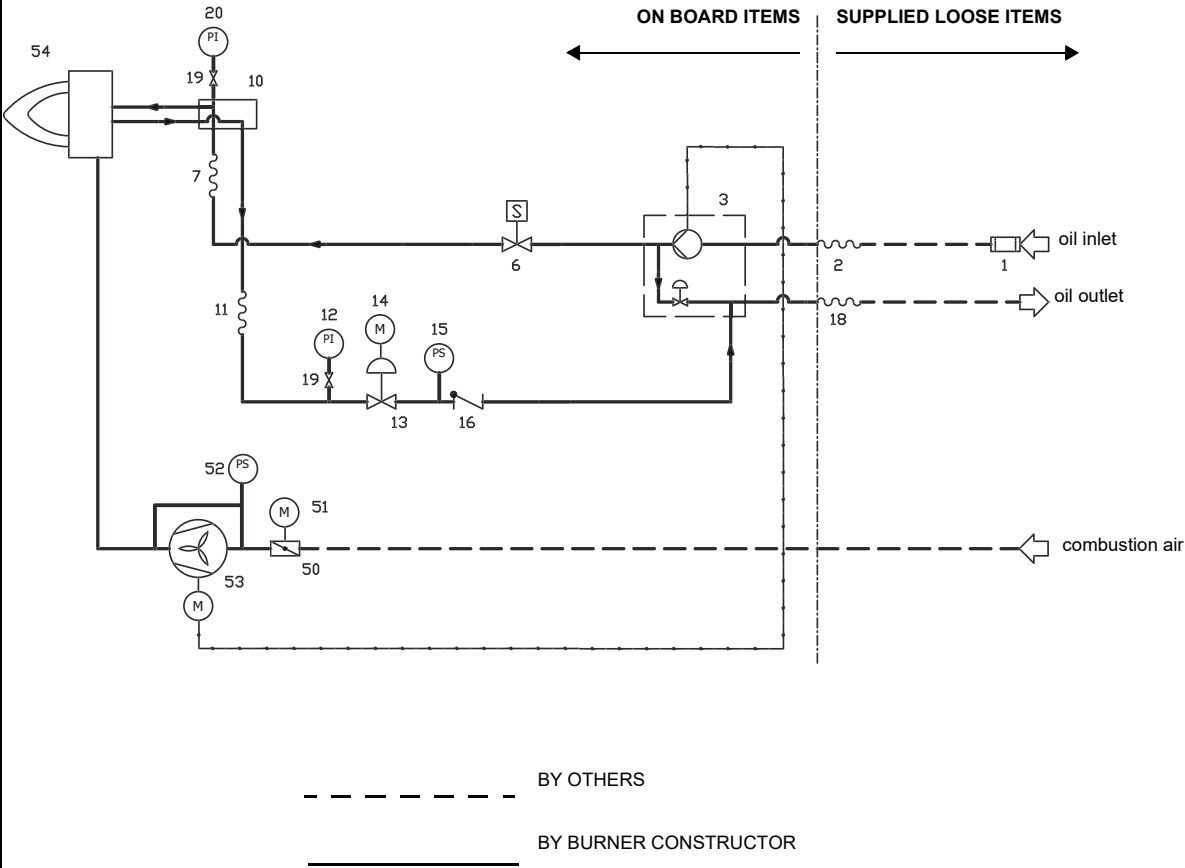 20
ON BOARD ITEMS
SUPPLIED LOOSE ITEMS
54
PI
19
10
7
3
S
6
2
1
oil inlet
oil outlet
18
11
12
14
15
PI
M
PS
19
13
16
52
PS
M
51
50
53
combustion air
M
BY OTHERS
BY BURNER CONSTRUCTOR